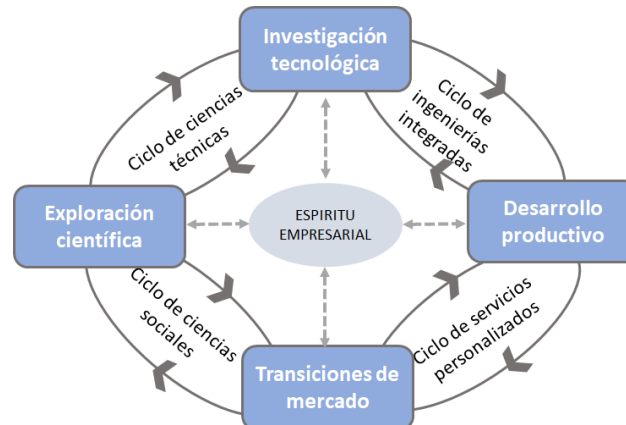 Investigación
tecnológica
Ciclo de ciencias
técnicas
Ciclo de
ingenierías
integradas
Exploración
científica
ESPIRITU
EMPRESARIAL
Desarrollo
productivo
Ciclo de ciencias
sociales
Ciclo de servicios
personalizados
Transiciones de
mercado